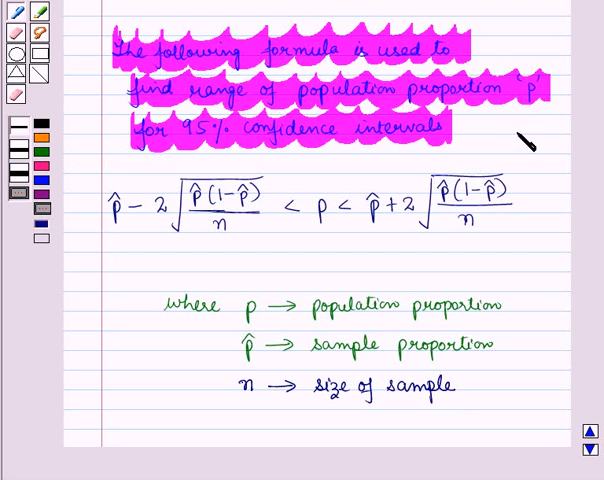 The following formula is used to
find range of population proportion 'p'
for 95% confidence intervals
p̂ - 2 √(p̂(1-p̂)/n) < p < p̂ + 2 √(p̂(1-p̂)/n)
where p → population proportion
p̂ → sample proportion
n → size of sample